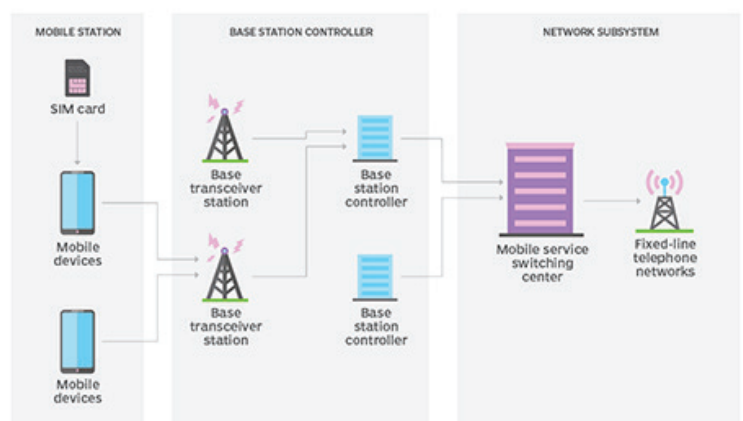 MOBILE STATION
SIM card
Mobile
devices
Mobile
devices
BASE STATION CONTROLLER
Base
transceiver
station
Base
station
controller
Base
transceiver
station
Base
station
controller
NETWORK SUBSYSTEM
Mobile service
switching
center
Fixed-line
telephone
networks